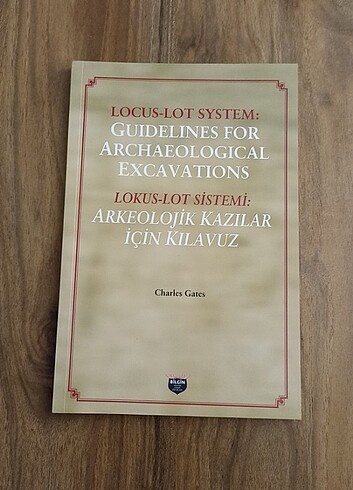 LOCUS-LOT SYSTEM:
GUIDELINES FOR
ARCHAEOLOGICAL
EXCAVATIONS
LOKUS-LOT SİSTEMİ:
ARKEOLOJİK KAZILAR
İÇİN KILAVUZ
Charles Gates
BİLGİN